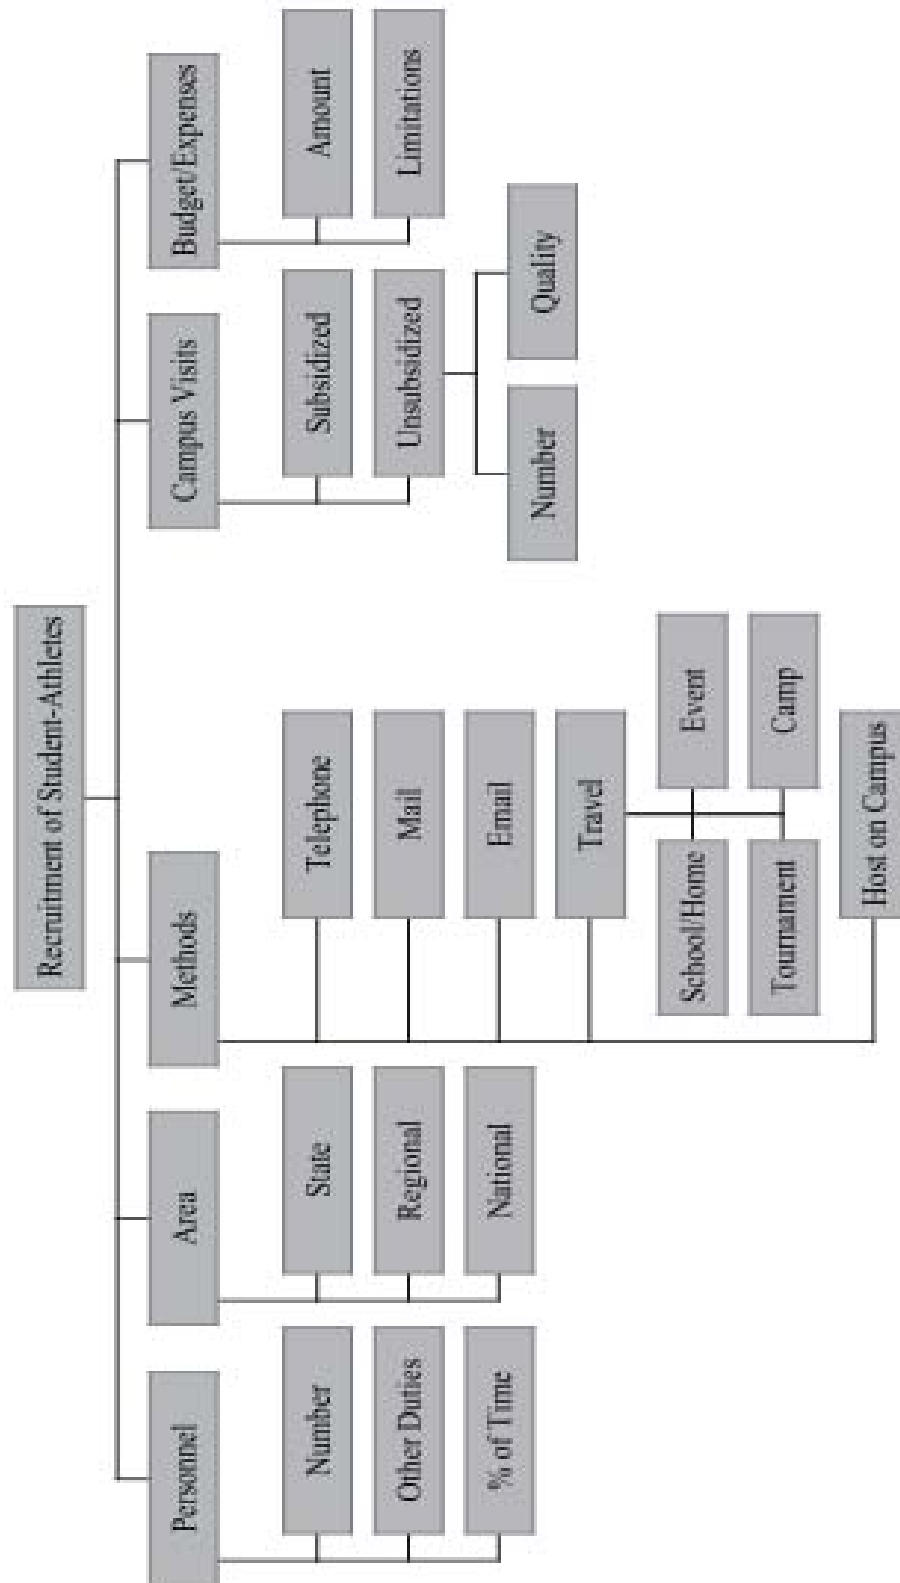 Recruitment of Student-Athletes
Personnel
Number
Other Duties
% of Time
Area
State
Regional
National
Methods
Telephone
Mail
Email
Travel
School/Home
Event
Tournament
Camp
Host on Campus
Campus Visits
Subsidized
Unsubsidized
Number
Quality
Budget/Expenses
Amount
Limitations